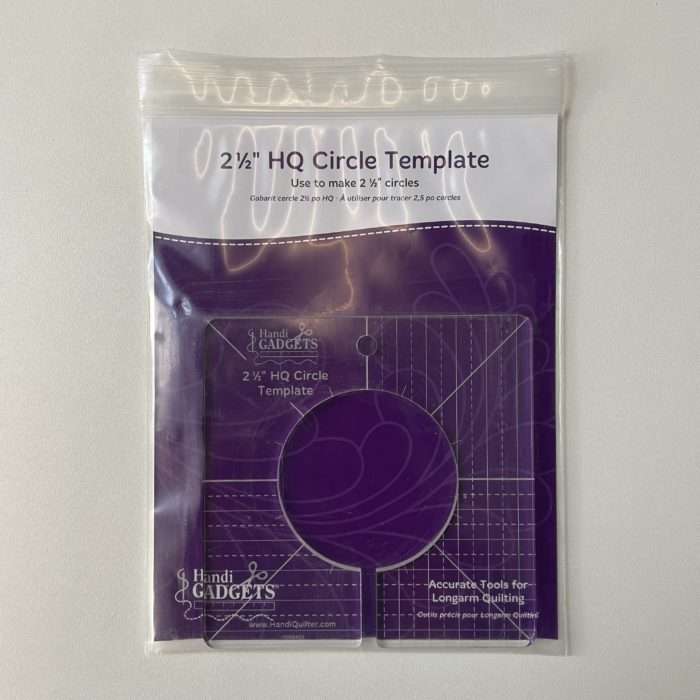 2½" HQ Circle Template
Use to make 2 ½" circles
Gabarit cercle 2½ po HQ - À utiliser pour tracer 2,5 po cercles
Handi
GADGETS
2 ½" HQ Circle
Template
Handi
GADGETS™
Accurate Tools for
Longarm Quilting
Outils précis pour Longarm Quilting
www.HandiQuilter.com